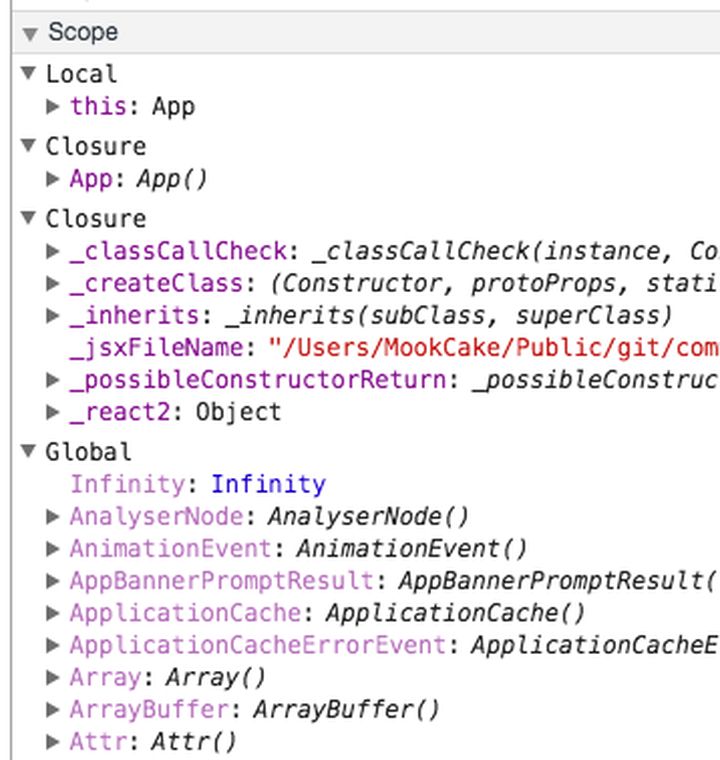 Scope
Local
this: App
Closure
App: App()
Closure
_classCallCheck: _classCallCheck(instance, Co
_createClass: (Constructor, protoProps, stati
_inherits: _inherits(subClass, superClass)
_jsxFileName: "/Users/MookCake/Public/git/com
_possibleConstructorReturn: _possibleConstruc
_react2: Object
Global
Infinity: Infinity
AnalyserNode: AnalyserNode()
AnimationEvent: AnimationEvent()
AppBannerPromptResult: AppBannerPromptResult(
ApplicationCache: ApplicationCache()
ApplicationCacheErrorEvent: ApplicationCacheE
Array: Array()
ArrayBuffer: ArrayBuffer()
Attr: Attr()